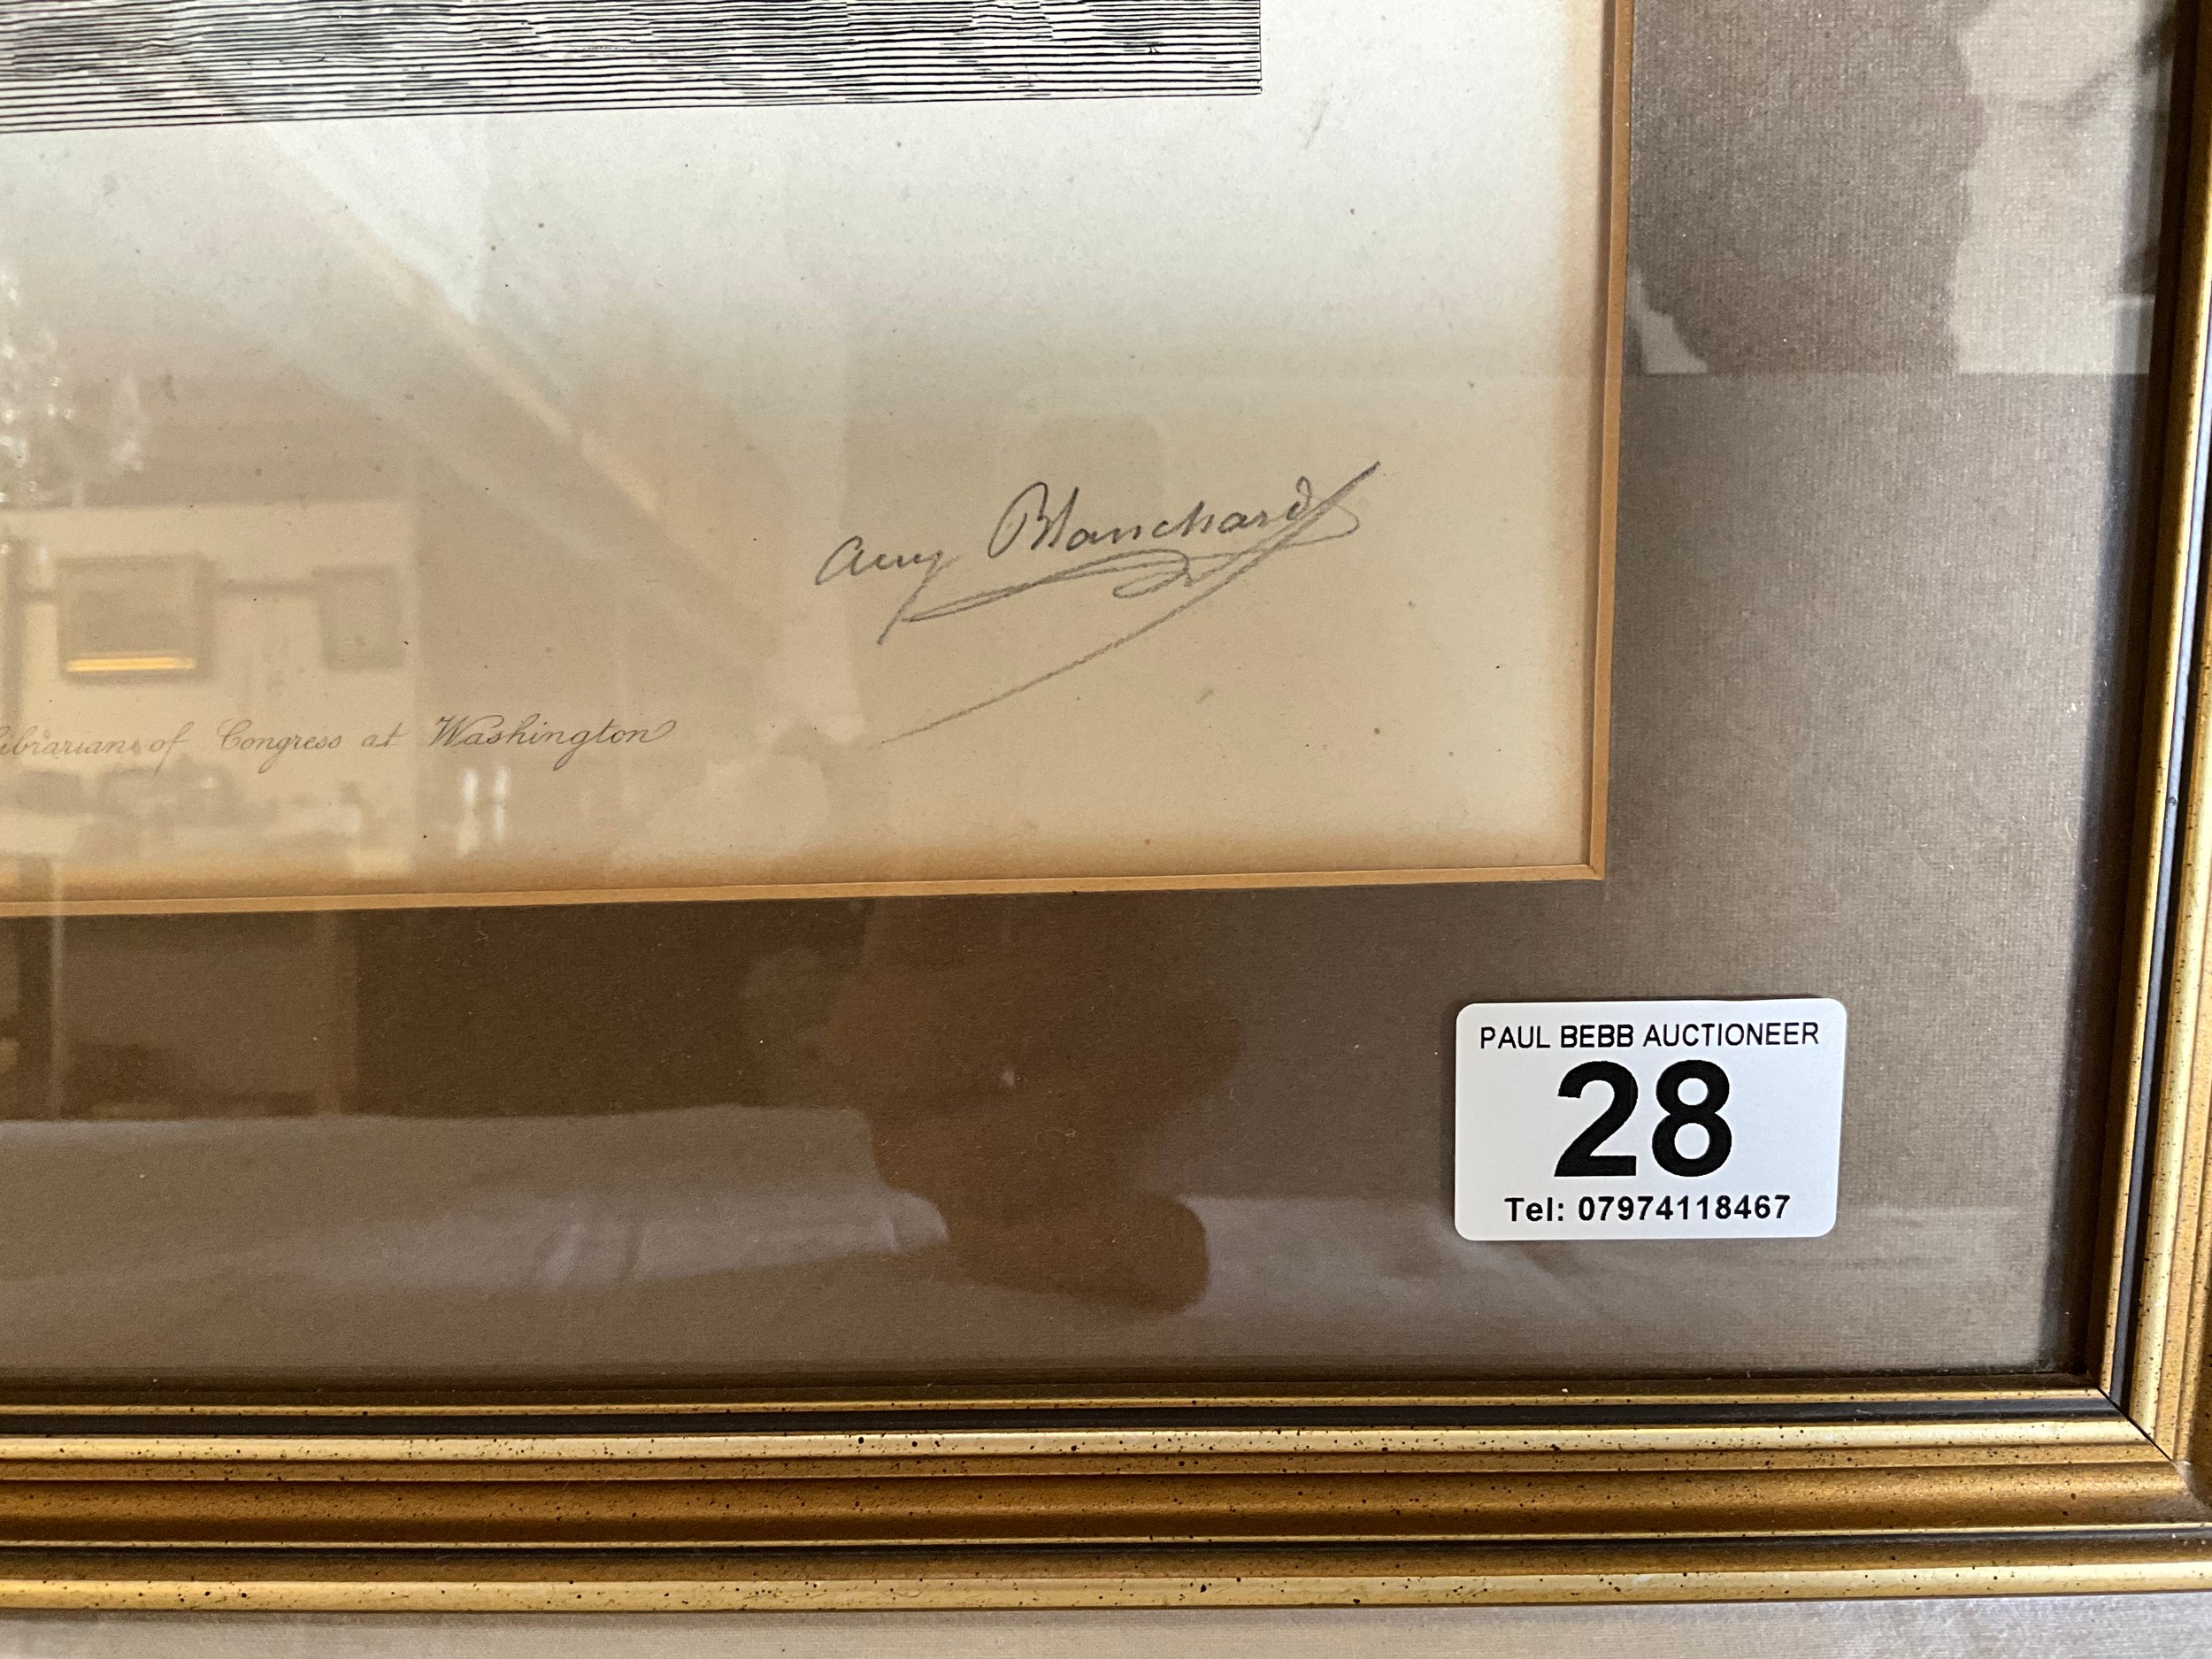 Aug Blanchard
Librarians of Congress at Washington
PAUL BEBB AUCTIONEER
28
Tel: 07974118467